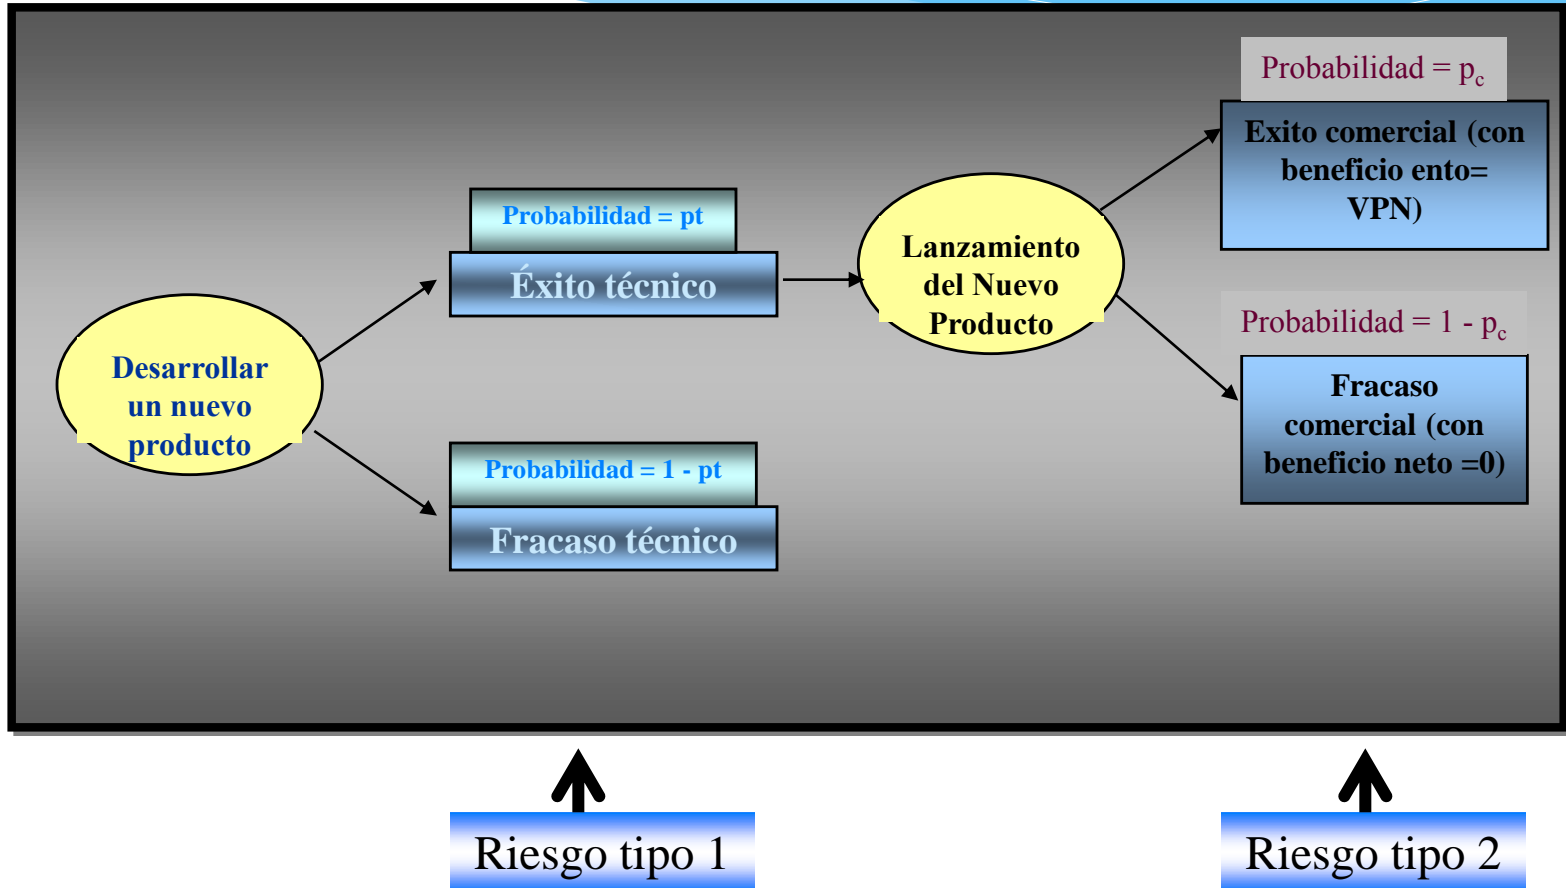 Probabilidad = pc
Exito comercial (con
beneficio ento=
VPN)
Probabilidad = pt
Éxito técnico
Lanzamiento
del Nuevo
Producto
Probabilidad = 1 - pc
Fracaso
comercial (con
beneficio neto =0)
Desarrollar
un nuevo
producto
Probabilidad = 1 - pt
Fracaso técnico
Riesgo tipo 1
Riesgo tipo 2